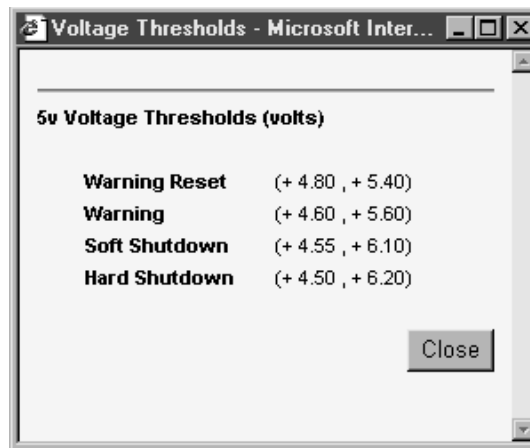 Voltage Thresholds - Microsoft Inter...
5v Voltage Thresholds (volts)
Warning Reset (+ 4.80 , + 5.40)
Warning (+ 4.60 , + 5.60)
Soft Shutdown (+ 4.55 , + 6.10)
Hard Shutdown (+ 4.50 , + 6.20)
Close